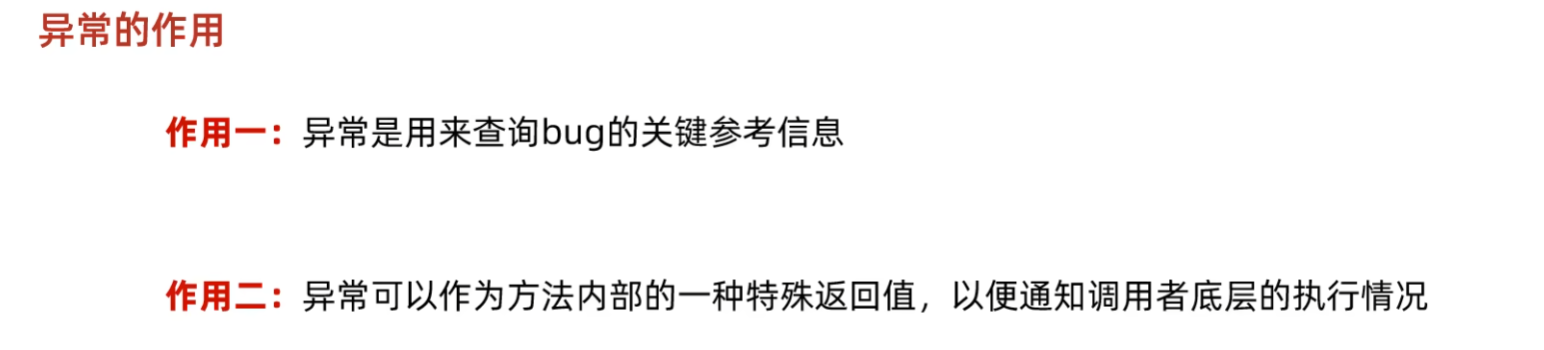 异常的作用
作用一：异常是用来查询bug的关键参考信息
作用二：异常可以作为方法内部的一种特殊返回值，以便通知调用者底层的执行情况